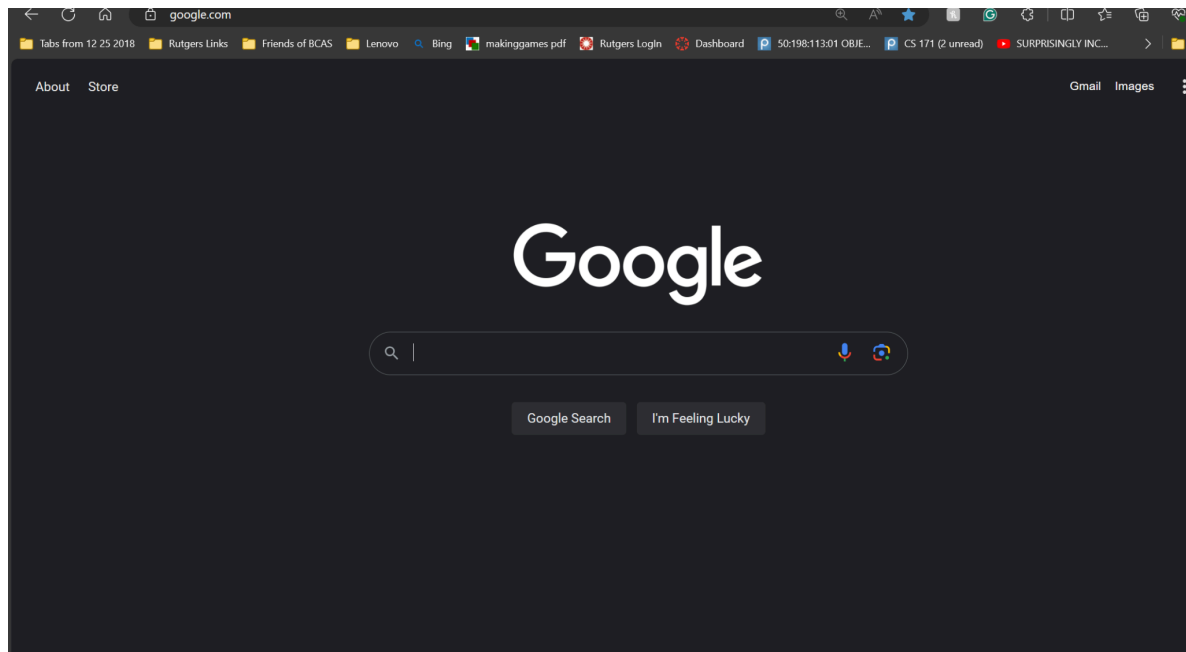 google.com
Tabs from 12 25 2018 Rutgers Links Friends of BCAS Lenovo Bing makinggames pdf Rutgers LogIn Dashboard 50:198:113:01 OBJE... CS 171 (2 unread) SURPRISINGLY INC...
About Store Gmail Images
Google
Google Search I'm Feeling Lucky